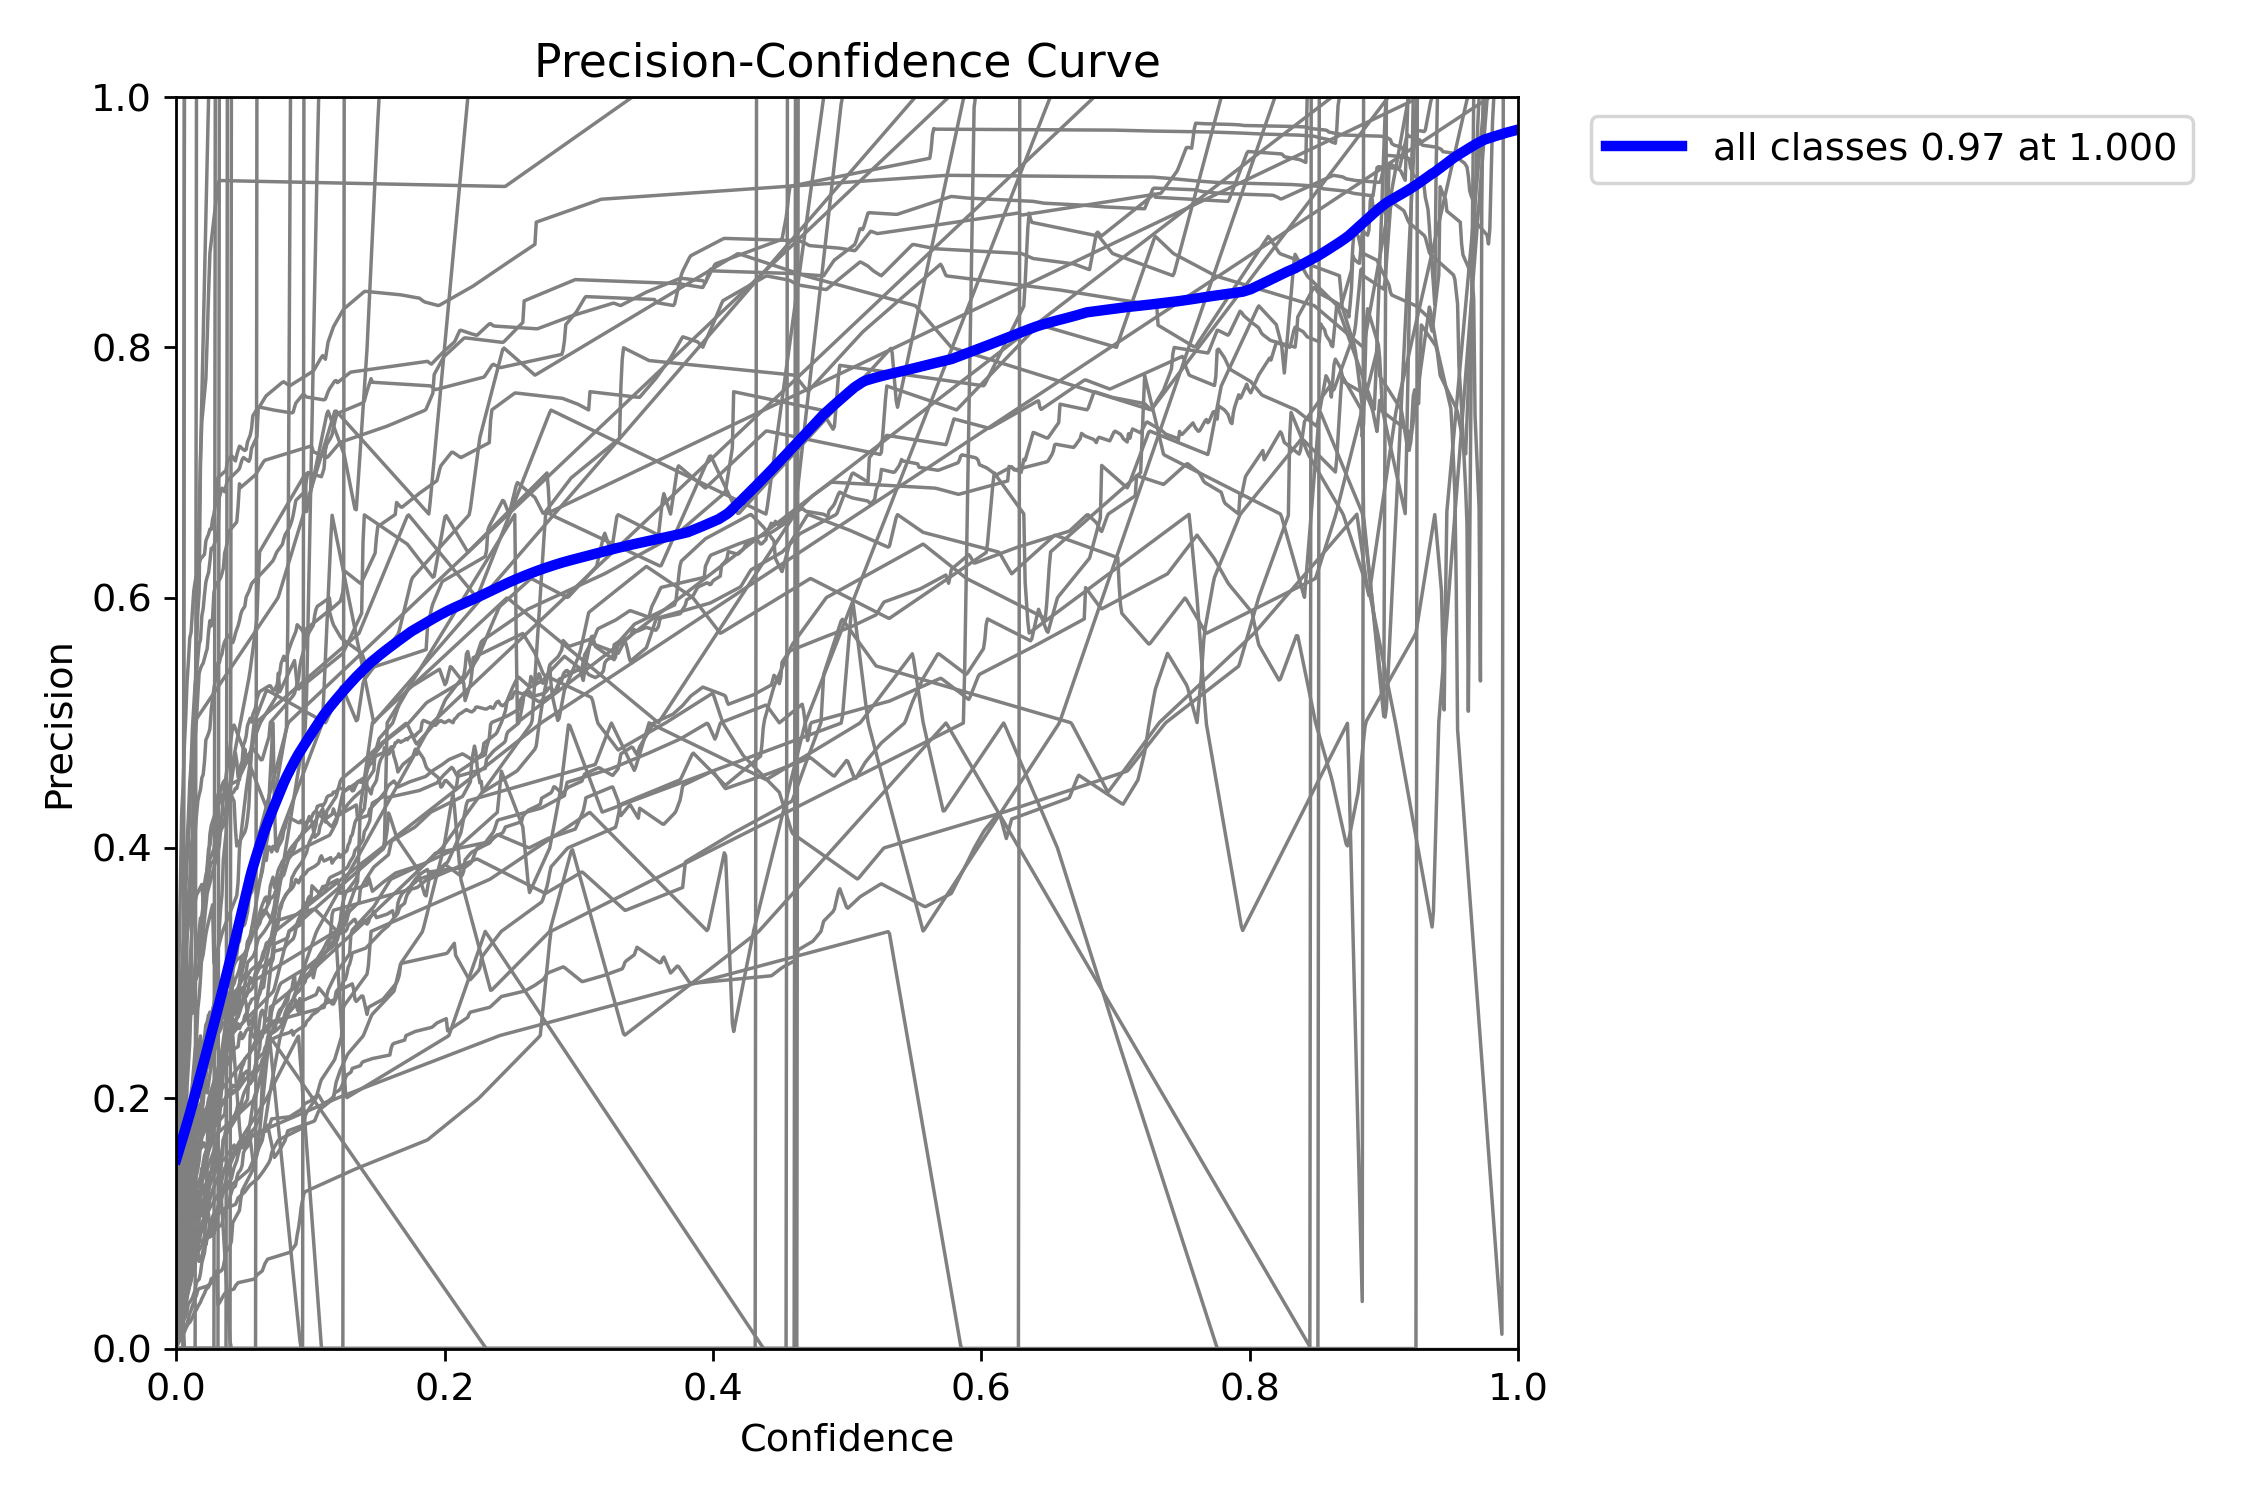 Precision-Confidence Curve
all classes 0.97 at 1.000
Precision
1.0
0.8
0.6
0.4
0.2
0.0
0.0 0.2 0.4 0.6 0.8 1.0
Confidence